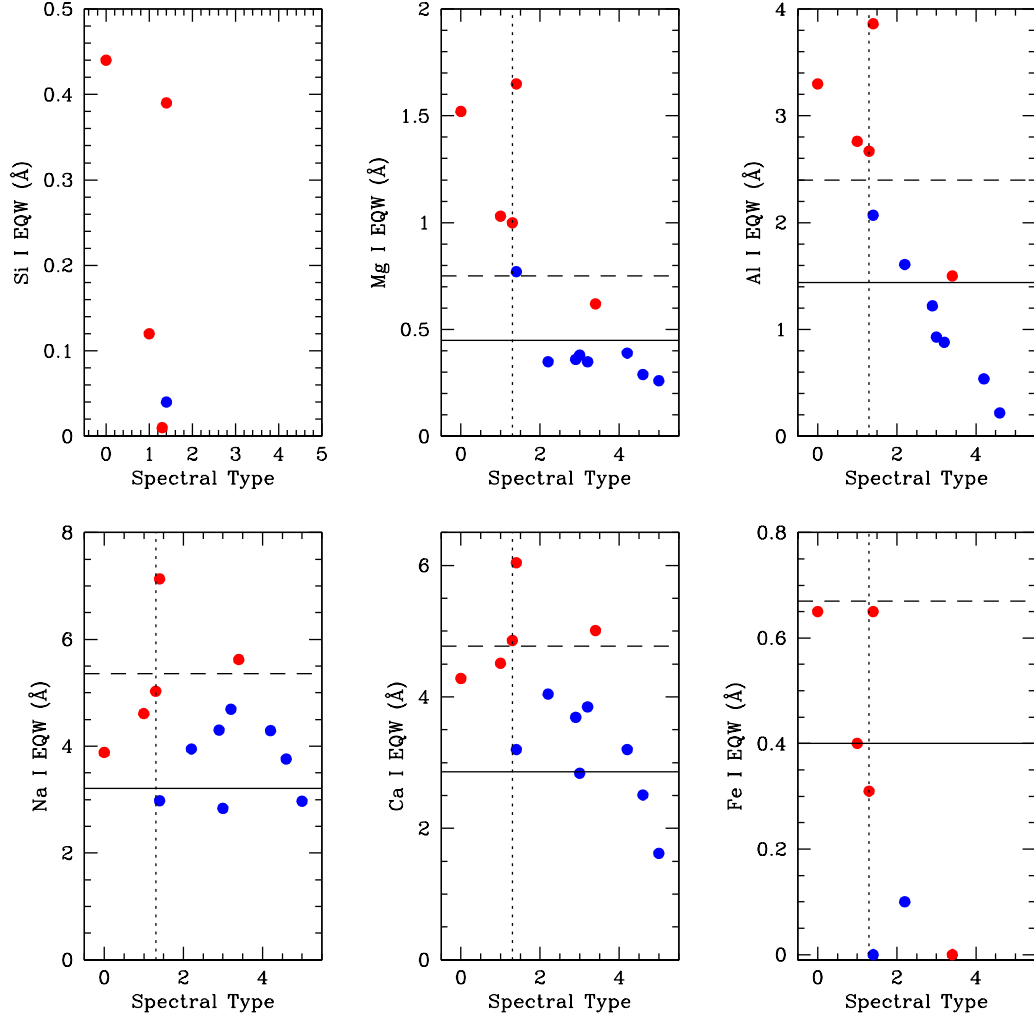 0.5
0.4
0.3
0.2
0.1
0
Si I EQW (Å)
0 1 2 3 4 5
Spectral Type
2
1.5
1
0.5
0
Mg I EQW (Å)
0 2 4
Spectral Type
4
3
2
1
0
Al I EQW (Å)
0 2 4
Spectral Type
8
6
4
2
0
Na I EQW (Å)
0 2 4
Spectral Type
6
4
2
0
Ca I EQW (Å)
0 2 4
Spectral Type
0.8
0.6
0.4
0.2
0
Fe I EQW (Å)
0 2 4
Spectral Type